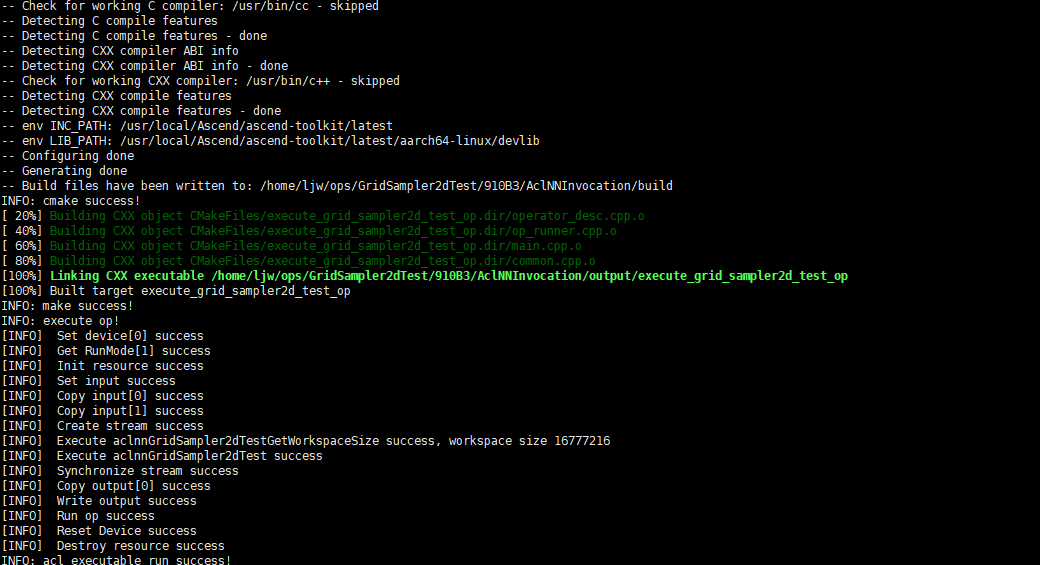 -- Check for working C compiler: /usr/bin/cc - skipped
-- Detecting C compile features
-- Detecting C compile features - done
-- Detecting CXX compiler ABI info
-- Detecting CXX compiler ABI info - done
-- Check for working CXX compiler: /usr/bin/c++ - skipped
-- Detecting CXX compile features
-- Detecting CXX compile features - done
-- env INC_PATH: /usr/local/Ascend/ascend-toolkit/latest
-- env LIB_PATH: /usr/local/Ascend/ascend-toolkit/latest/aarch64-linux/devlib
-- Configuring done
-- Generating done
-- Build files have been written to: /home/ljw/ops/GridSampler2dTest/910B3/AclNNInvocation/build
INFO: cmake success!
[ 20%] Building CXX object CMakeFiles/execute_grid_sampler2d_test_op.dir/operator_desc.cpp.o
[ 40%] Building CXX object CMakeFiles/execute_grid_sampler2d_test_op.dir/op_runner.cpp.o
[ 60%] Building CXX object CMakeFiles/execute_grid_sampler2d_test_op.dir/main.cpp.o
[ 80%] Building CXX object CMakeFiles/execute_grid_sampler2d_test_op.dir/common.cpp.o
[100%] Linking CXX executable /home/ljw/ops/GridSampler2dTest/910B3/AclNNInvocation/output/execute_grid_sampler2d_test_op
[100%] Built target execute_grid_sampler2d_test_op
INFO: make success!
INFO: execute op!
[INFO]  Set device[0] success
[INFO]  Get RunMode[1] success
[INFO]  Init resource success
[INFO]  Set input success
[INFO]  Copy input[0] success
[INFO]  Copy input[1] success
[INFO]  Create stream success
[INFO]  Execute aclnnGridSampler2dTestGetWorkspaceSize success, workspace size 16777216
[INFO]  Execute aclnnGridSampler2dTest success
[INFO]  Synchronize stream success
[INFO]  Copy output[0] success
[INFO]  Write output success
[INFO]  Run op success
[INFO]  Reset Device success
[INFO]  Destroy resource success
INFO: acl executable run success!